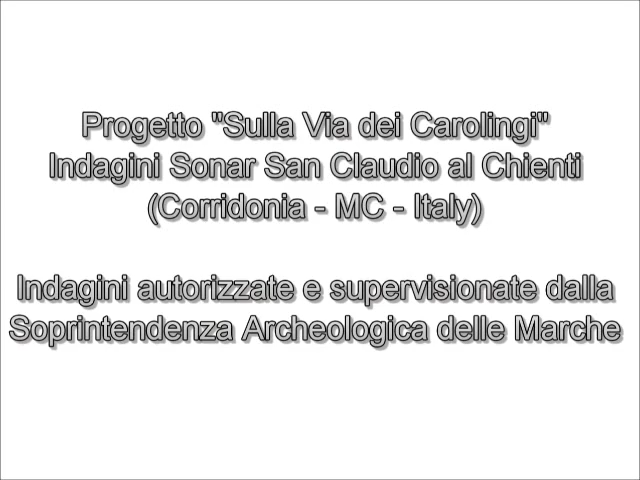 Progetto "Sulla Via dei Carolingi"
Indagini Sonar San Claudio al Chienti
(Corridonia - MC - Italy)
Indagini autorizzate e supervisionate dalla
Soprintendenza Archeologica delle Marche